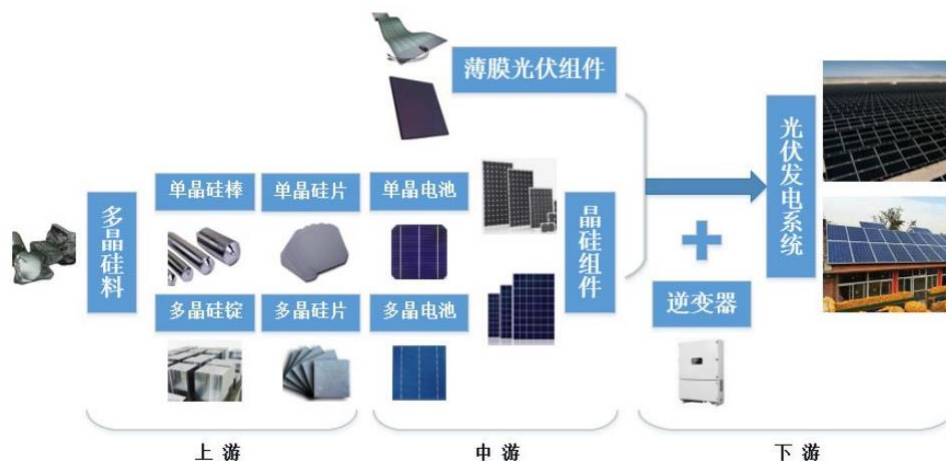 薄膜光伏组件
多晶硅料
单晶硅棒
单晶硅片
单晶电池
多晶硅锭
多晶硅片
多晶电池
晶硅组件
逆变器
光伏发电系统
上游
中游
下游